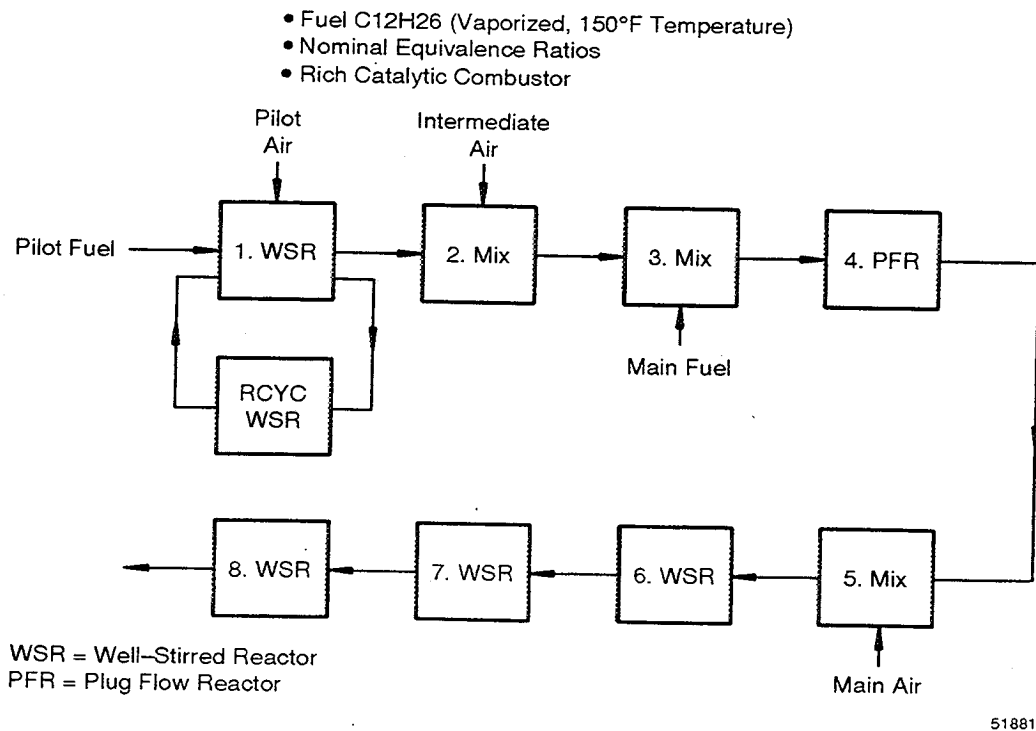 • Fuel C12H26 (Vaporized, 150°F Temperature)
• Nominal Equivalence Ratios
• Rich Catalytic Combustor
Pilot
Air
Intermediate
Air
Pilot Fuel
1. WSR
2. Mix
3. Mix
4. PFR
Main Fuel
RCYC
WSR
8. WSR
7. WSR
6. WSR
5. Mix
WSR = Well–Stirred Reactor
PFR = Plug Flow Reactor
Main Air
51881